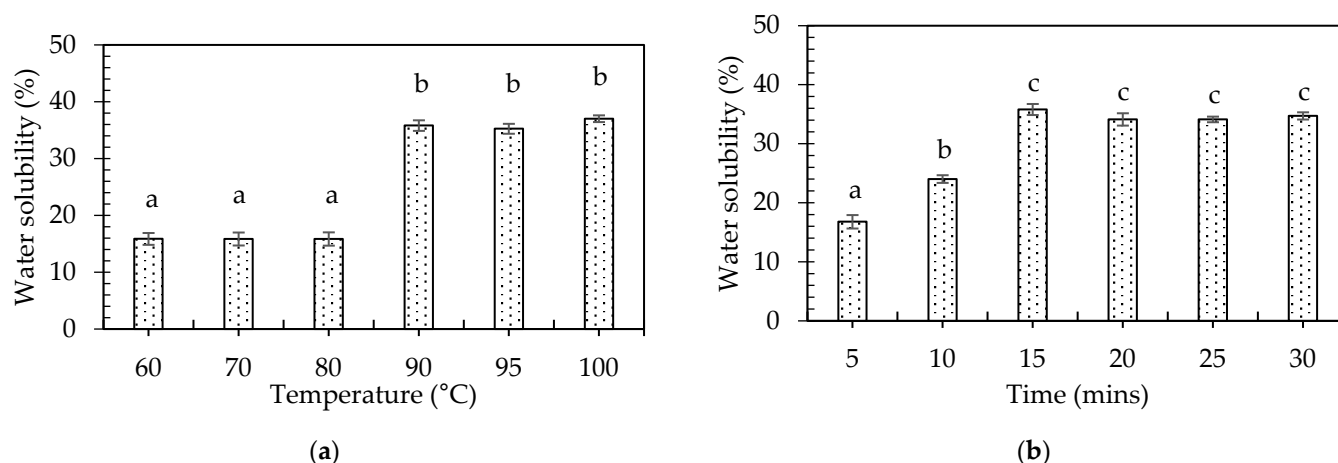 50
40
30
20
10
0
Water solubility (%)
a a a b b b
60 70 80 90 95 100
Temperature (°C)
(a)
50
40
30
20
10
0
Water solubility (%)
a b c c c c
5 10 15 20 25 30
Time (mins)
(b)